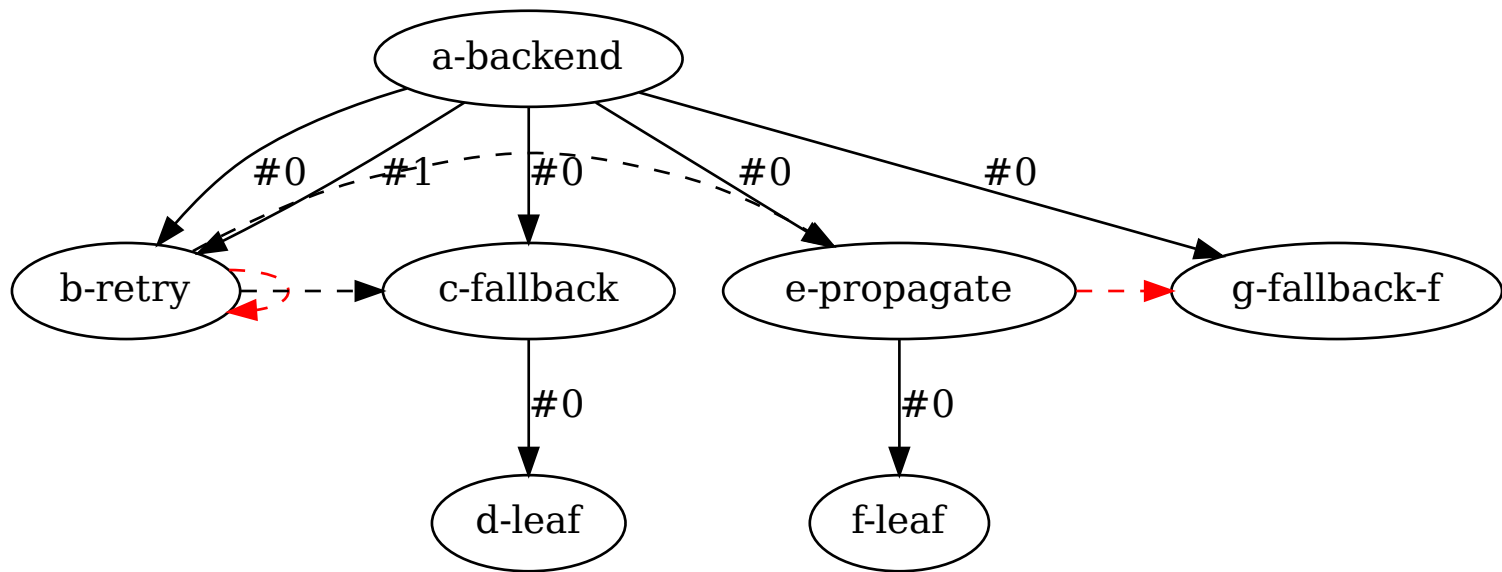 a-backend
#0 #1 #0 #0 #0
b-retry c-fallback e-propagate g-fallback-f
#0 #0
d-leaf f-leaf